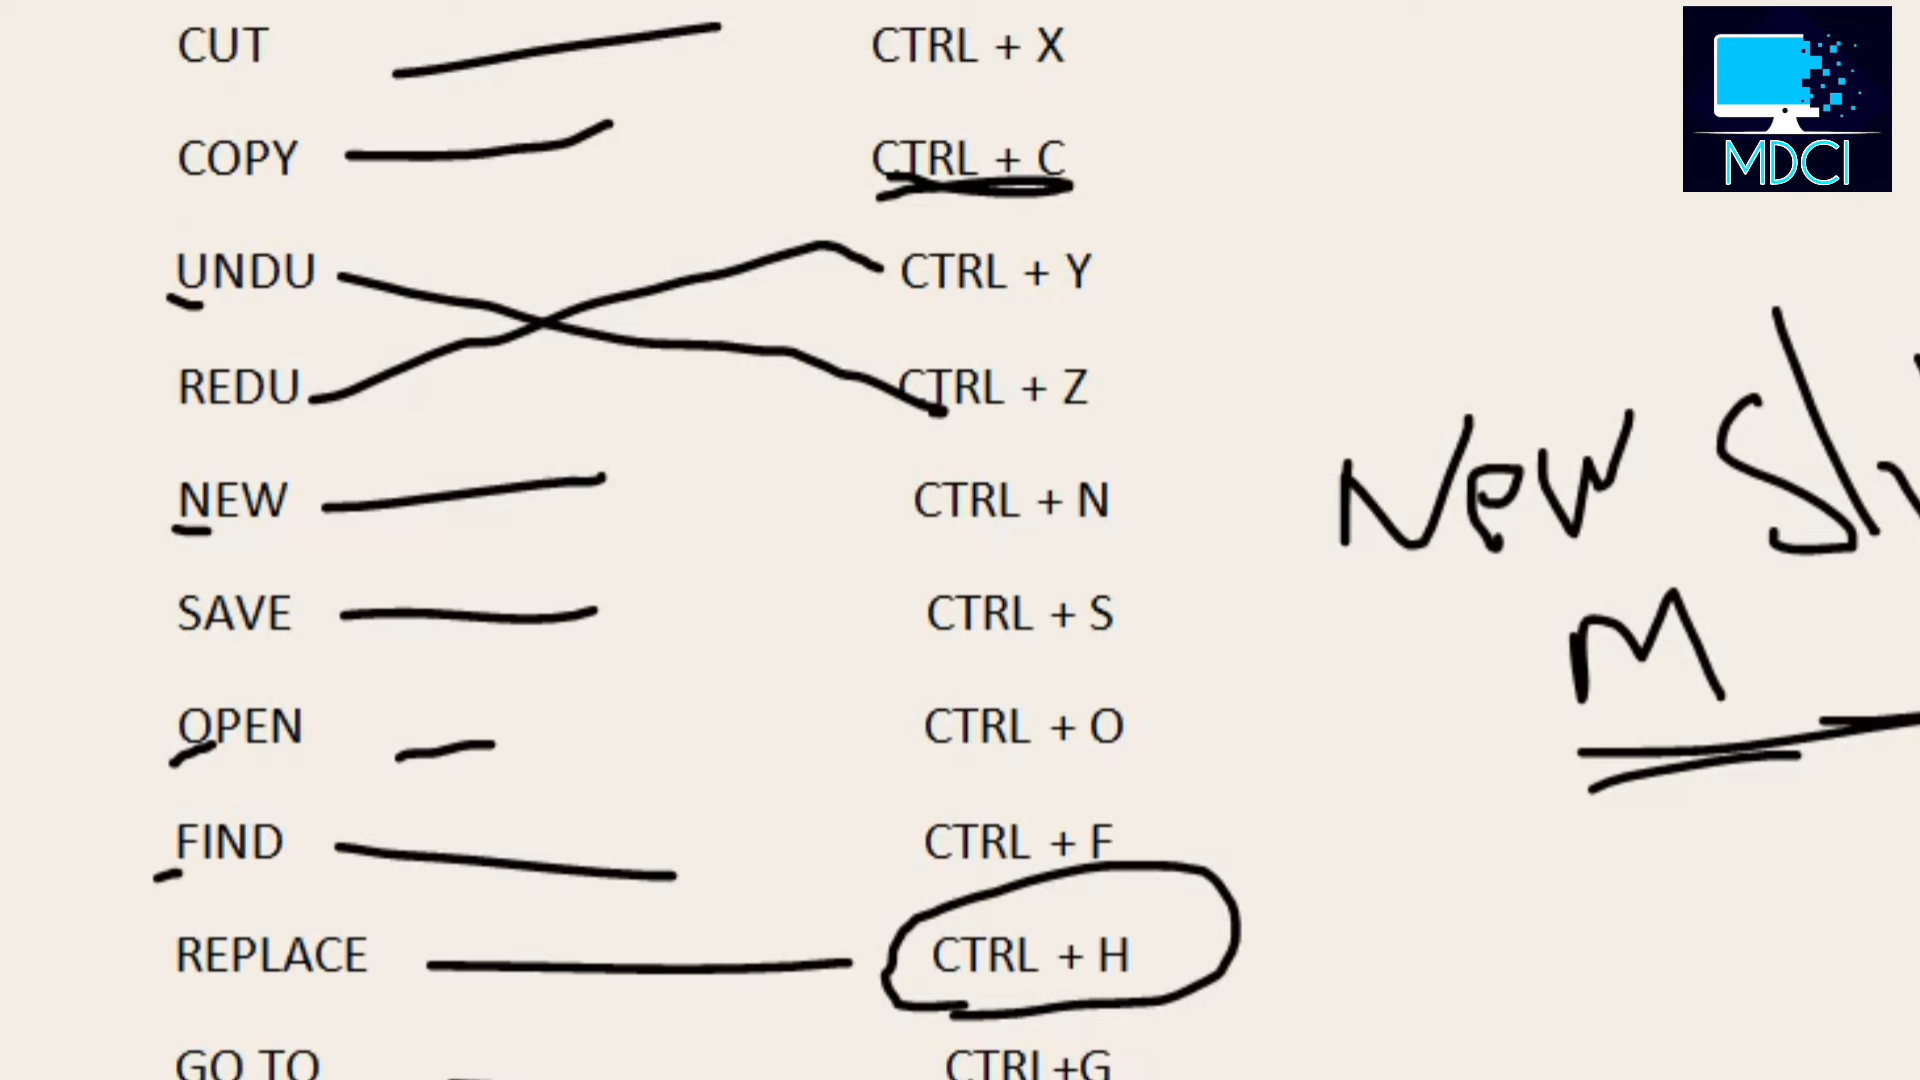 CUT CTRL + X
MDCI
COPY CTRL + C
UNDU CTRL + Y
REDU CTRL + Z
NEW CTRL + N
New
SAVE CTRL + S
M
OPEN CTRL + O
FIND CTRL + F
REPLACE CTRL + H
GO TO CTRL+G